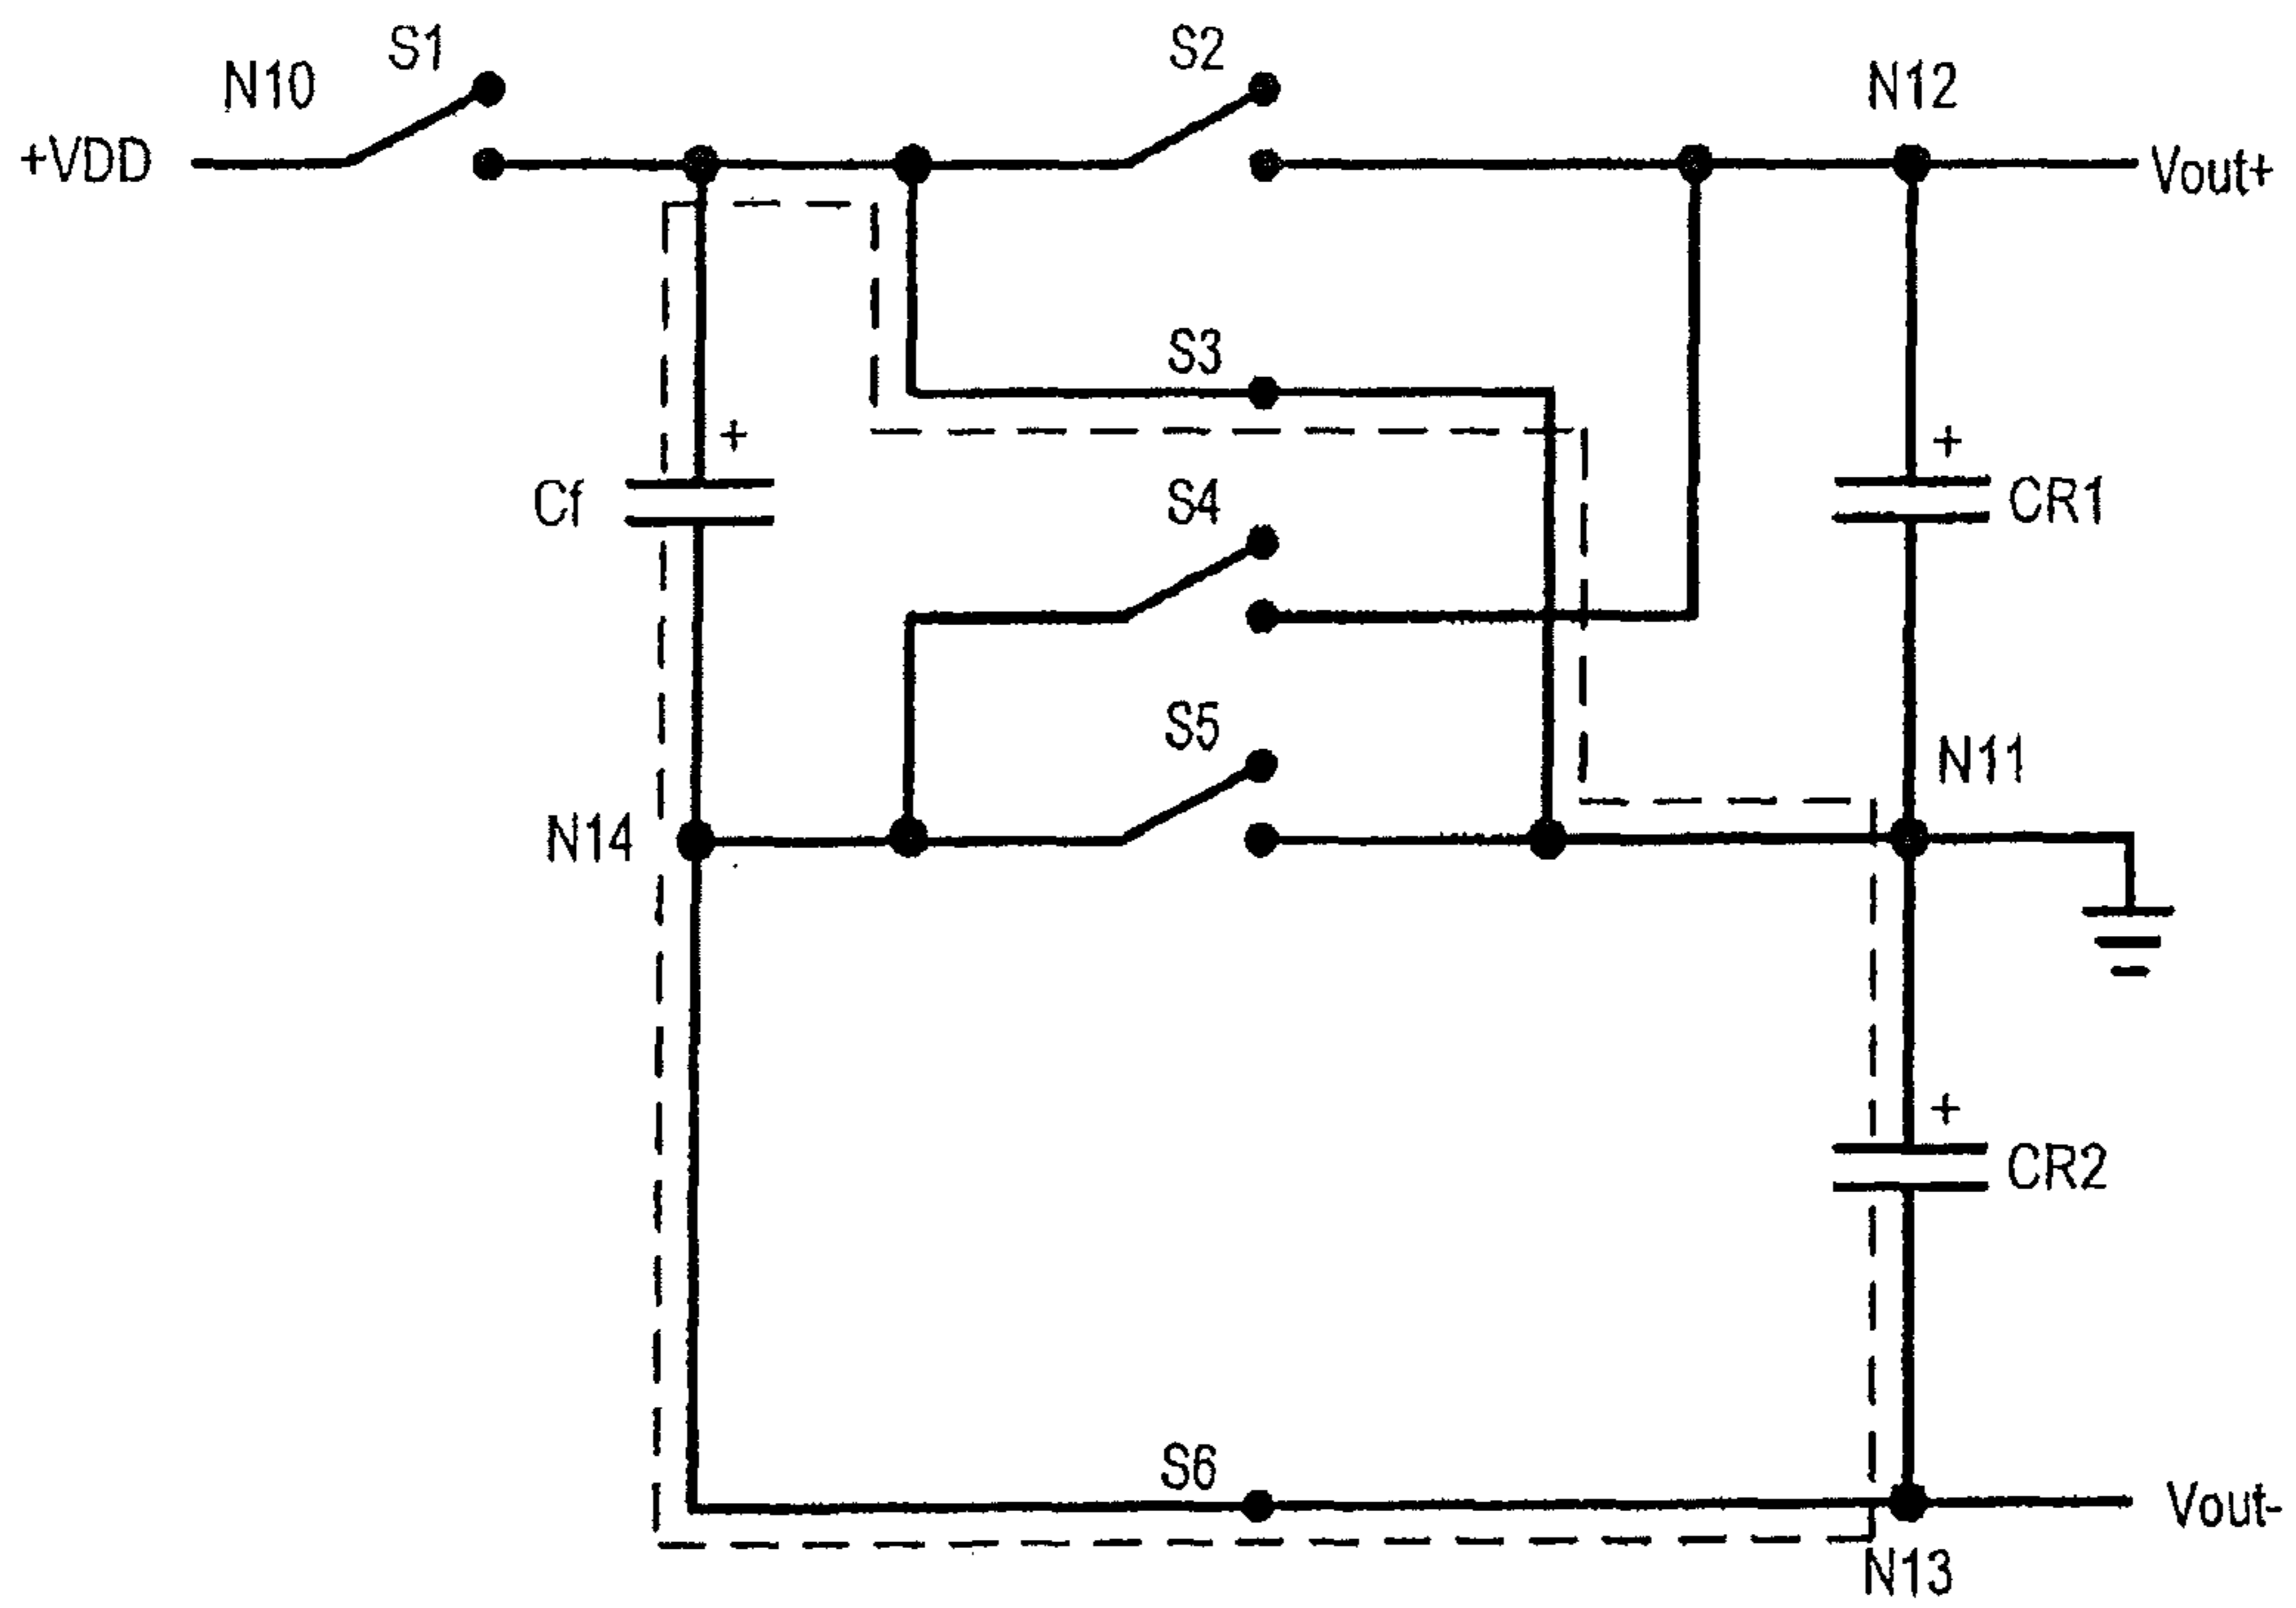 N10
S1
S2
N12
+VDD
Vout+
S3
+
+
Cf
S4
CR1
S5
N11
N14
+
CR2
S6
Vout-
N13